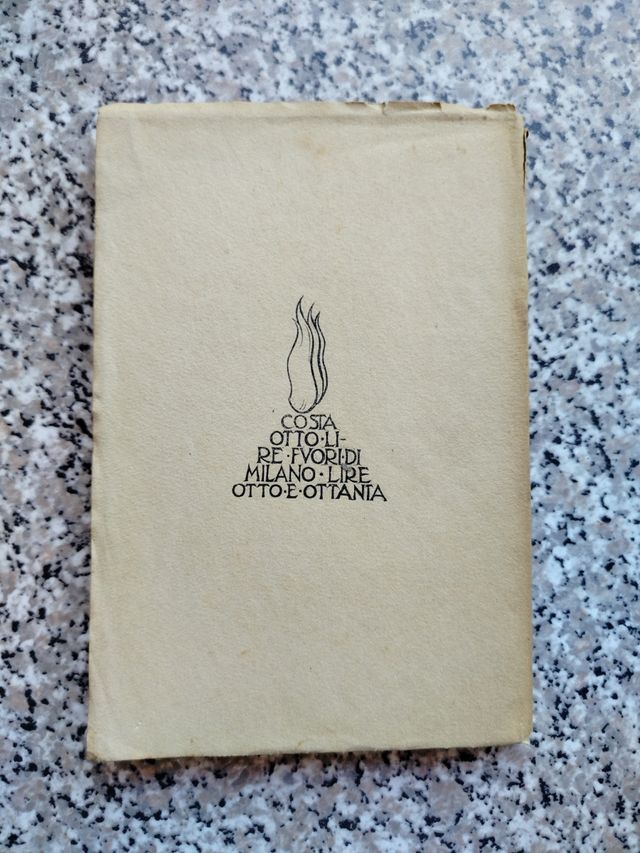 COSTA
OTTO·LI-
RE·FVORI·DI
MILANO·LIRE
OTTO·E·OTTANTA